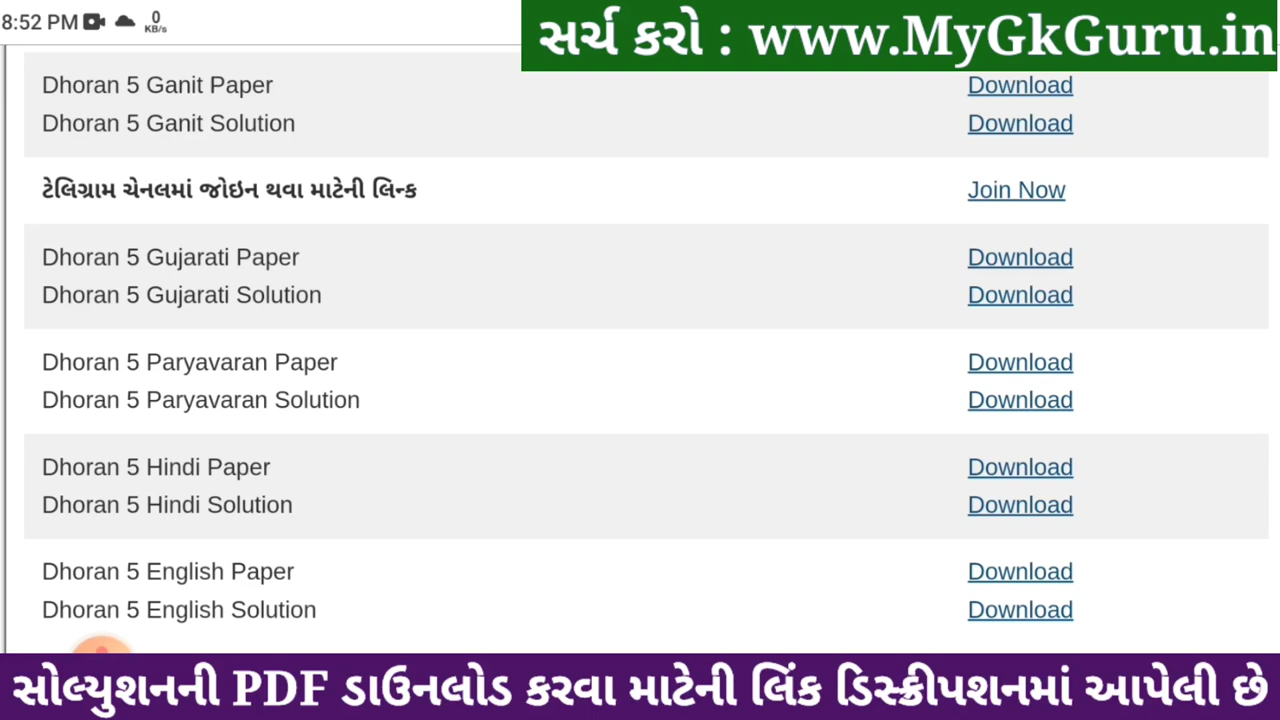 8:52 PM 0 KB/s
સર્ચ કરો : www.MyGkGuru.in
Dhoran 5 Ganit Paper Download
Dhoran 5 Ganit Solution Download
ટેલિગ્રામ ચેનલમાં જોઇન થવા માટેની લિન્ક Join Now
Dhoran 5 Gujarati Paper Download
Dhoran 5 Gujarati Solution Download
Dhoran 5 Paryavaran Paper Download
Dhoran 5 Paryavaran Solution Download
Dhoran 5 Hindi Paper Download
Dhoran 5 Hindi Solution Download
Dhoran 5 English Paper Download
Dhoran 5 English Solution Download
સોલ્યુશનની PDF ડાઉનલોડ કરવા માટેની લિંક ડિસ્ક્રીપશનમાં આપેલી છે